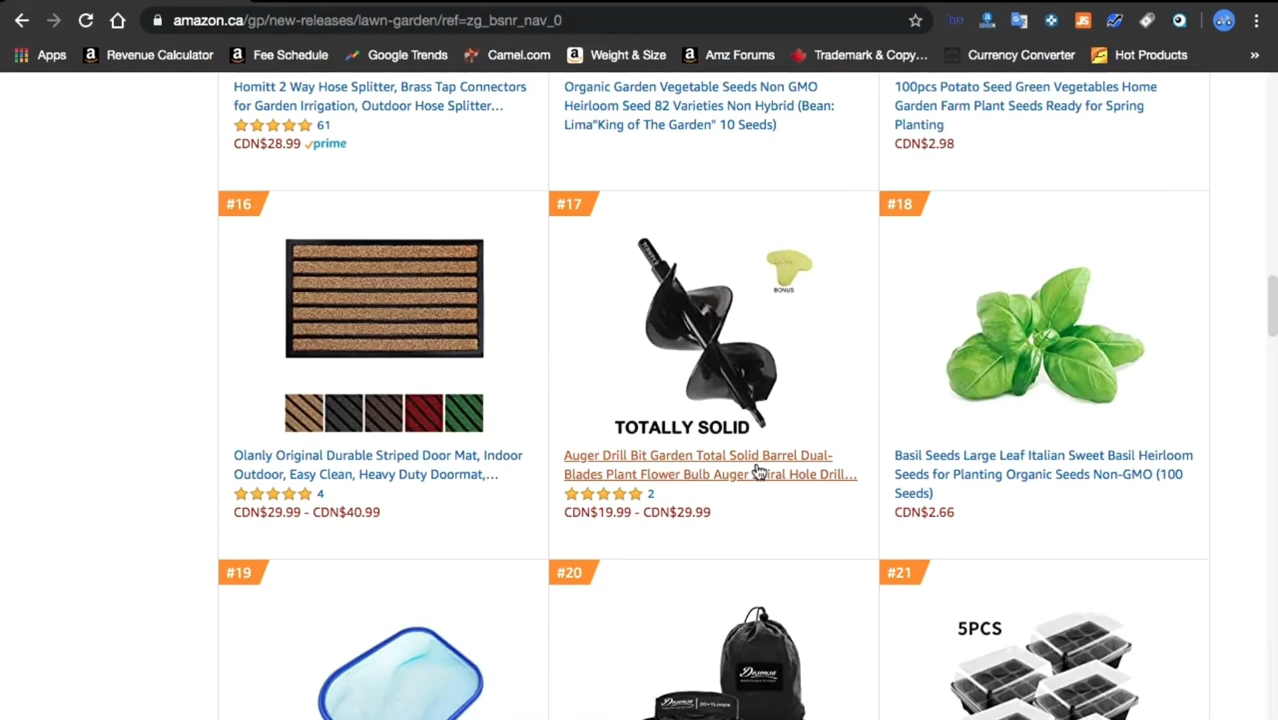 amazon.ca/gp/new-releases/lawn-garden/ref=zg_bsnr_nav_0
Apps Revenue Calculator Fee Schedule Google Trends Camel.com Weight & Size Amz Forums Trademark & Copy... Currency Converter Hot Products »
Homitt 2 Way Hose Splitter, Brass Tap Connectors
for Garden Irrigation, Outdoor Hose Splitter...
61
CDN$28.99 prime
Organic Garden Vegetable Seeds Non GMO
Heirloom Seed 82 Varieties Non Hybrid (Bean:
Lima"King of The Garden" 10 Seeds)
100pcs Potato Seed Green Vegetables Home
Garden Farm Plant Seeds Ready for Spring
Planting
CDN$2.98
#16
Olanly Original Durable Striped Door Mat, Indoor
Outdoor, Easy Clean, Heavy Duty Doormat,...
4
CDN$29.99 - CDN$40.99
#17
BONUS
TOTALLY SOLID
Auger Drill Bit Garden Total Solid Barrel Dual-
Blades Plant Flower Bulb Auger Spiral Hole Drill...
2
CDN$19.99 - CDN$29.99
#18
Basil Seeds Large Leaf Italian Sweet Basil Heirloom
Seeds for Planting Organic Seeds Non-GMO (100
Seeds)
CDN$2.66
#19
#20
#21
5PCS